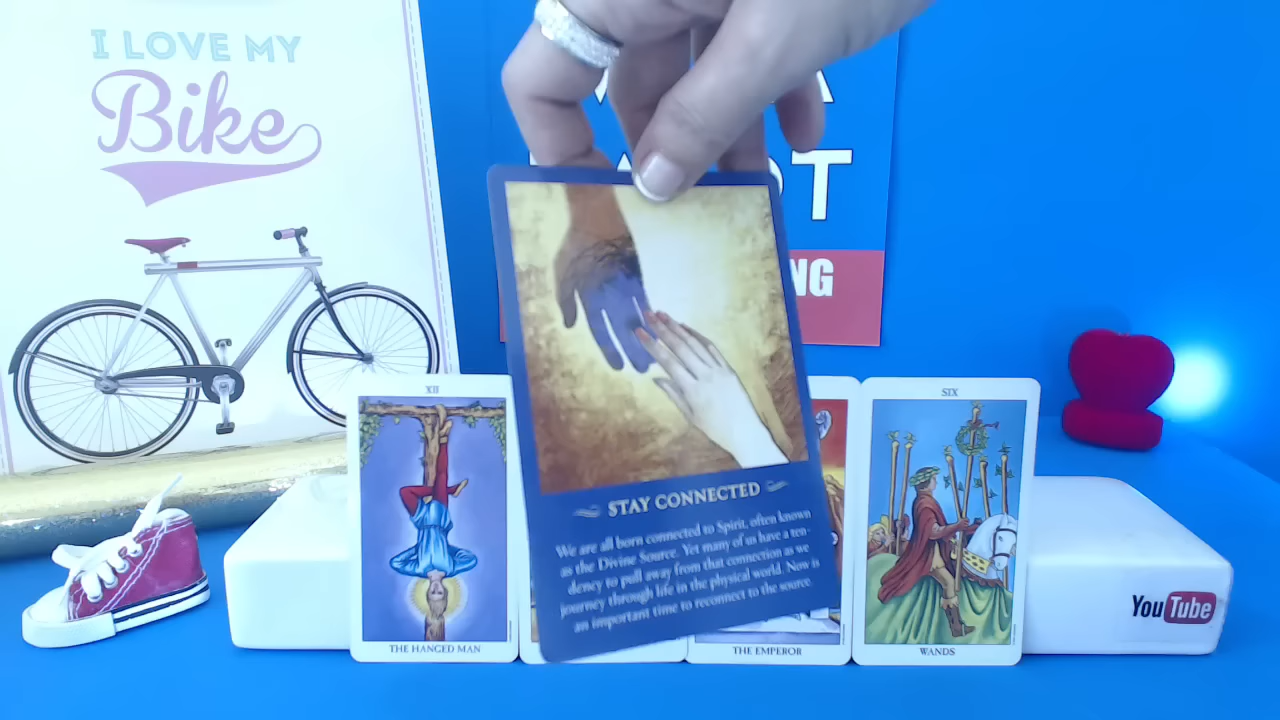 I LOVE MY
Bike
OT
NG
XII
SIX
STAY CONNECTED
We are all born connected to Spirit, often known
as the Divine Source. Yet many of us have a ten-
dency to pull away from that connection as we
journey through life in the physical world. Now is
an important time to reconnect to the source.
THE HANGED MAN
THE EMPEROR
WANDS
YouTube